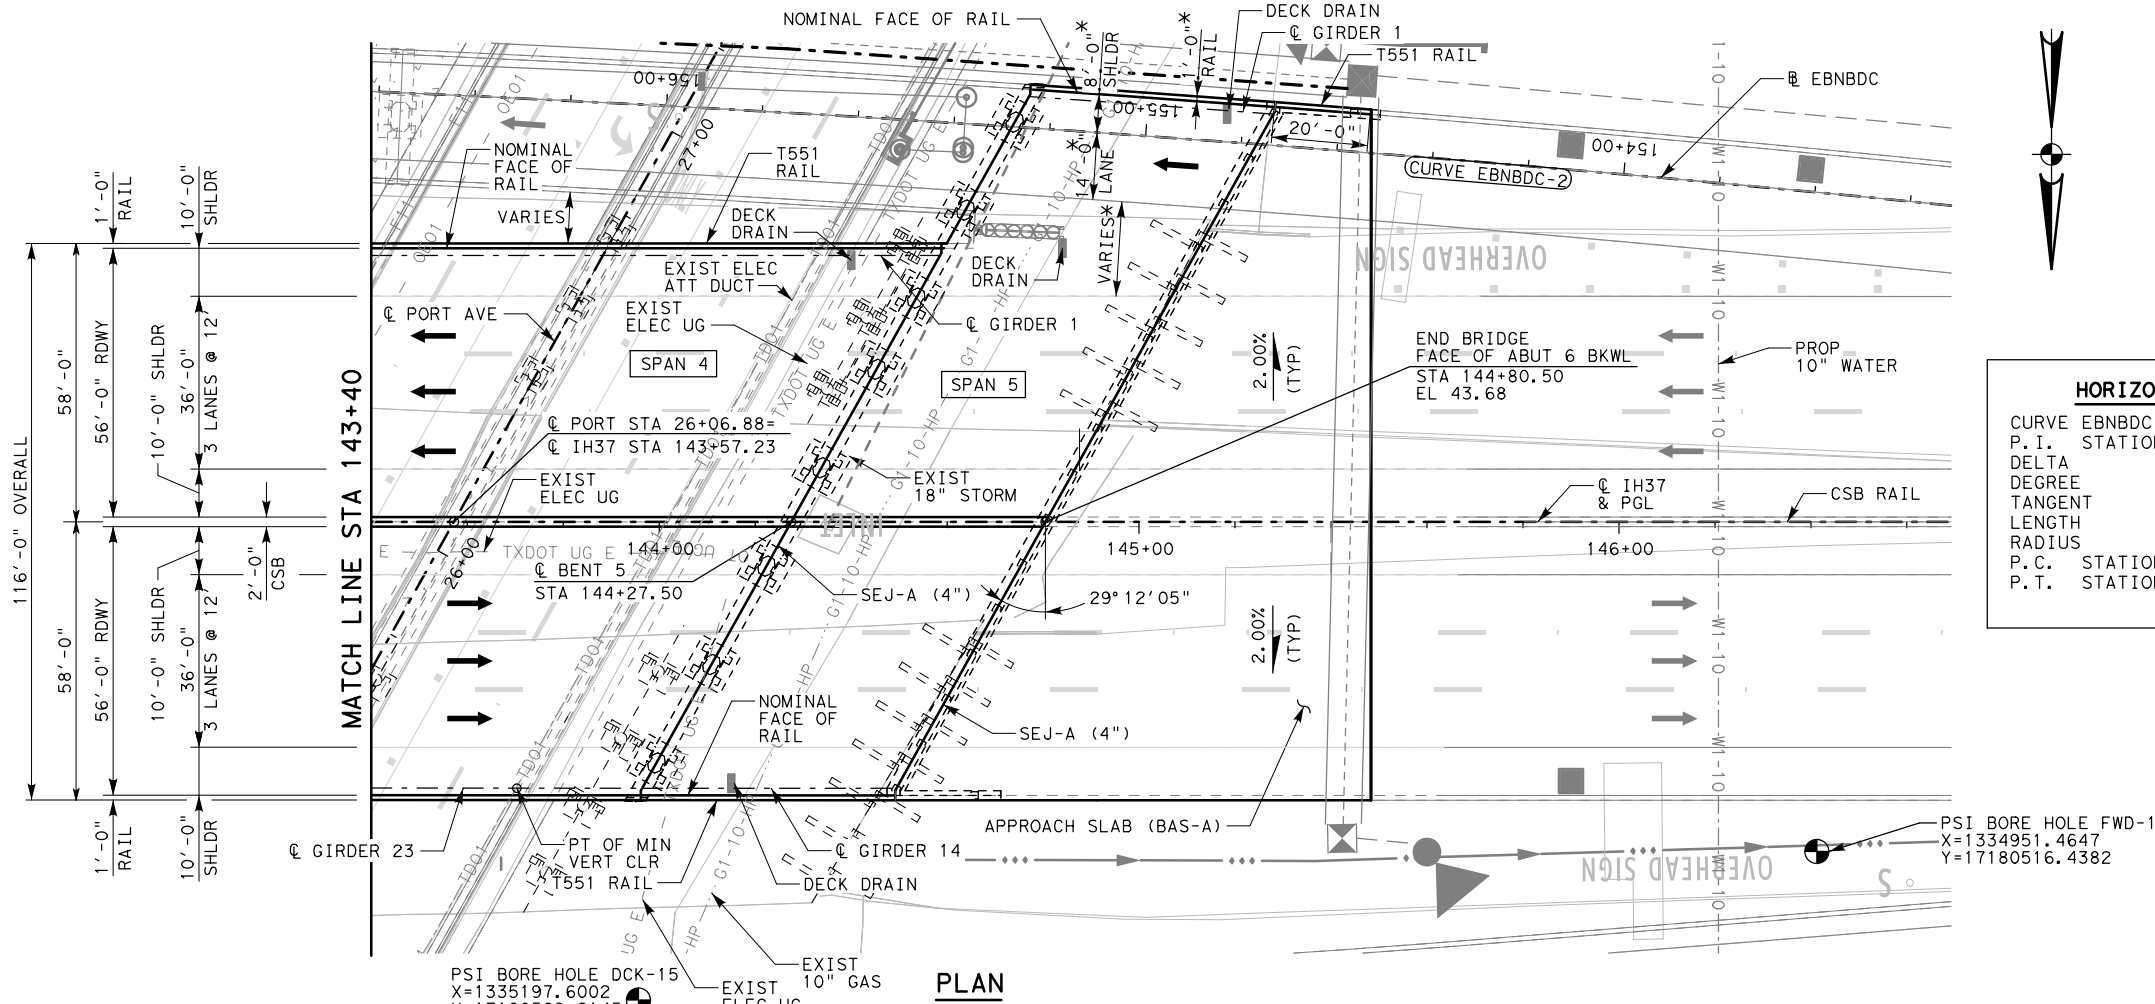 NOMINAL FACE OF RAIL
8'-0"*
SHLDR
1'-0"*
RAIL
DECK DRAIN
℄ GIRDER 1
T551 RAIL
156+00
155+00
154+00
20'-0"
CURVE EBNBDC-2
B EBNBDC
OE01
27+00
NOMINAL
FACE OF
RAIL
T551
RAIL
VARIES
DECK
DRAIN
TDO1
TXDOT UG E
14'-0"*
LANE
VARIES*
G1-10-HP
DECK
DRAIN
OVERHEAD SIGN
1'-0"
RAIL
10'-0"
SHLDR
EXIST ELEC
ATT DUCT
EXIST
ELEC UG
℄ PORT AVE
℄ GIRDER 1
SPAN 4
SPAN 5
2.00%
(TYP)
END BRIDGE
FACE OF ABUT 6 BKWL
STA 144+80.50
EL 43.68
PROP
10" WATER
W1 10
HORIZO
CURVE EBNBDC
P.I. STATIO
DELTA
DEGREE
TANGENT
LENGTH
RADIUS
P.C. STATIO
P.T. STATIO
116'-0" OVERALL
58'-0"
56'-0" RDWY
10'-0" SHLDR
36'-0"
3 LANES @ 12'
MATCH LINE STA 143+40
℄ PORT STA 26+06.88=
℄ IH37 STA 143+57.23
EXIST
ELEC UG
EXIST
18" STORM
INLET
℄ IH37
& PGL
CSB RAIL
26+00
TXDOT UG E
144+00
145+00
146+00
2'-0"
CSB
℄ BENT 5
STA 144+27.50
SEJ-A (4")
29°12'05"
58'-0"
56'-0" RDWY
10'-0" SHLDR
36'-0"
3 LANES @ 12'
2.00%
(TYP)
NOMINAL
FACE OF
RAIL
SEJ-A (4")
1'-0"
RAIL
10'-0"
SHLDR
℄ GIRDER 23
PT OF MIN
VERT CLR
T551 RAIL
℄ GIRDER 14
DECK DRAIN
APPROACH SLAB (BAS-A)
OVERHEAD SIGN
S
PSI BORE HOLE FWD-1
X=1334951.4647
Y=17180516.4382
PSI BORE HOLE DCK-15
X=1335197.6002
UG E
HP
EXIST
ELEC UG
EXIST
10" GAS
PLAN